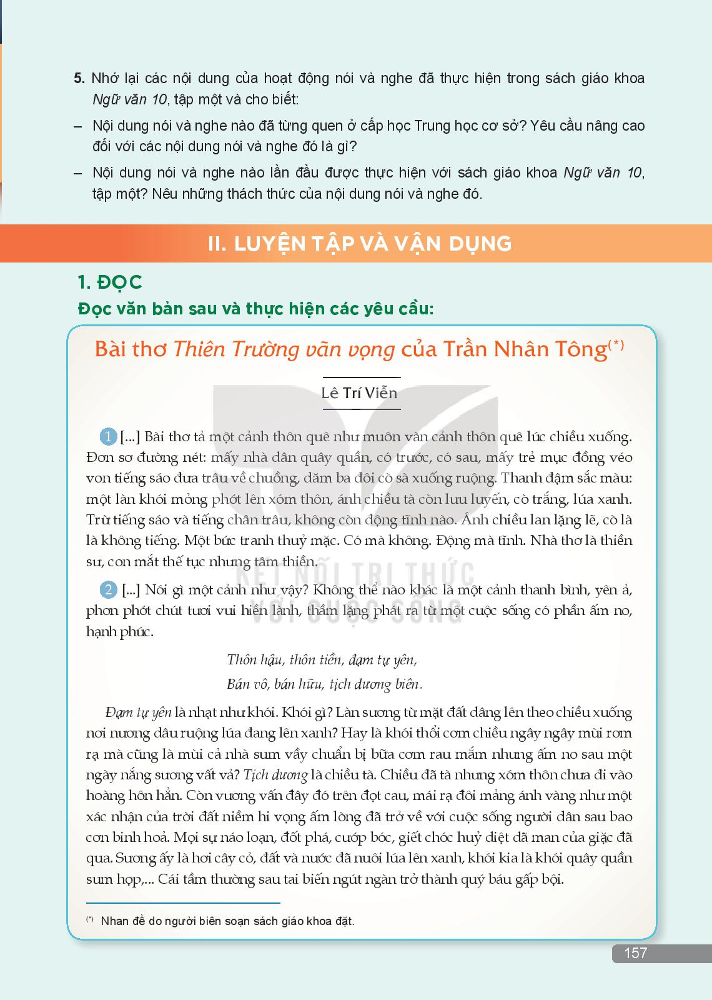 5. Nhớ lại các nội dung của hoạt động nói và nghe đã thực hiện trong sách giáo khoa
Ngữ văn 10, tập một và cho biết:
– Nội dung nói và nghe nào đã từng quen ở cấp học Trung học cơ sở? Yêu cầu nâng cao
đối với các nội dung nói và nghe đó là gì?
– Nội dung nói và nghe nào lần đầu được thực hiện với sách giáo khoa Ngữ văn 10,
tập một? Nêu những thách thức của nội dung nói và nghe đó.
II. LUYỆN TẬP VÀ VẬN DỤNG
1. ĐỌC
Đọc văn bản sau và thực hiện các yêu cầu:
Bài thơ Thiên Trường vãn vọng của Trần Nhân Tông(*)
Lê Trí Viễn
1 [...] Bài thơ tả một cảnh thôn quê như muôn vàn cảnh thôn quê lúc chiều xuống.
Đơn sơ đường nét: mấy nhà dân quây quần, có trước, có sau, mấy trẻ mục đồng véo
von tiếng sáo đưa trâu về chuồng, dăm ba đôi cò sà xuống ruộng. Thanh đậm sắc màu:
một làn khói mỏng phớt lên xóm thôn, ánh chiều tà còn lưu luyến, cò trắng, lúa xanh.
Trừ tiếng sáo và tiếng chân trâu, không còn động tĩnh nào. Ánh chiều lan lặng lẽ, cò là
là không tiếng. Một bức tranh thuỷ mặc. Có mà không. Động mà tĩnh. Nhà thơ là thiền
sư, con mắt thế tục nhưng tâm thiền.
KẾT NỐI TRI THỨC
2 [...] Nói gì một cảnh như vậy? Không thể nào khác là một cảnh thanh bình, yên ả,
phơn phớt chút tươi vui hiền lành, thầm lặng phát ra từ một cuộc sống có phần ấm no,
VỚI CUỘC SỐNG
hạnh phúc.
Thôn hậu, thôn tiền, đạm tự yên,
Bán vô, bán hữu, tịch dương biên.
Đạm tự yên là nhạt như khói. Khói gì? Làn sương từ mặt đất dâng lên theo chiều xuống
nơi nương dâu ruộng lúa đang lên xanh? Hay là khói thổi cơm chiều ngây ngây mùi rơm
rạ mà cũng là mùi cả nhà sum vầy chuẩn bị bữa cơm rau mắm nhưng ấm no sau một
ngày nắng sương vất vả? Tịch dương là chiều tà. Chiều đã tà nhưng xóm thôn chưa đi vào
hoàng hôn hẳn. Còn vương vấn đây đó trên đọt cau, mái rạ đôi mảng ánh vàng như một
xác nhận của trời đất niềm hi vọng ấm lòng đã trở về với cuộc sống người dân sau bao
cơn binh hoả. Mọi sự náo loạn, đốt phá, cướp bóc, giết chóc huỷ diệt dã man của giặc đã
qua. Sương ấy là hơi cây cỏ, đất và nước đã nuôi lúa lên xanh, khói kia là khói quây quần
sum họp,... Cái tầm thường sau tai biến ngút ngàn trở thành quý báu gấp bội.
(*) Nhan đề do người biên soạn sách giáo khoa đặt.
157